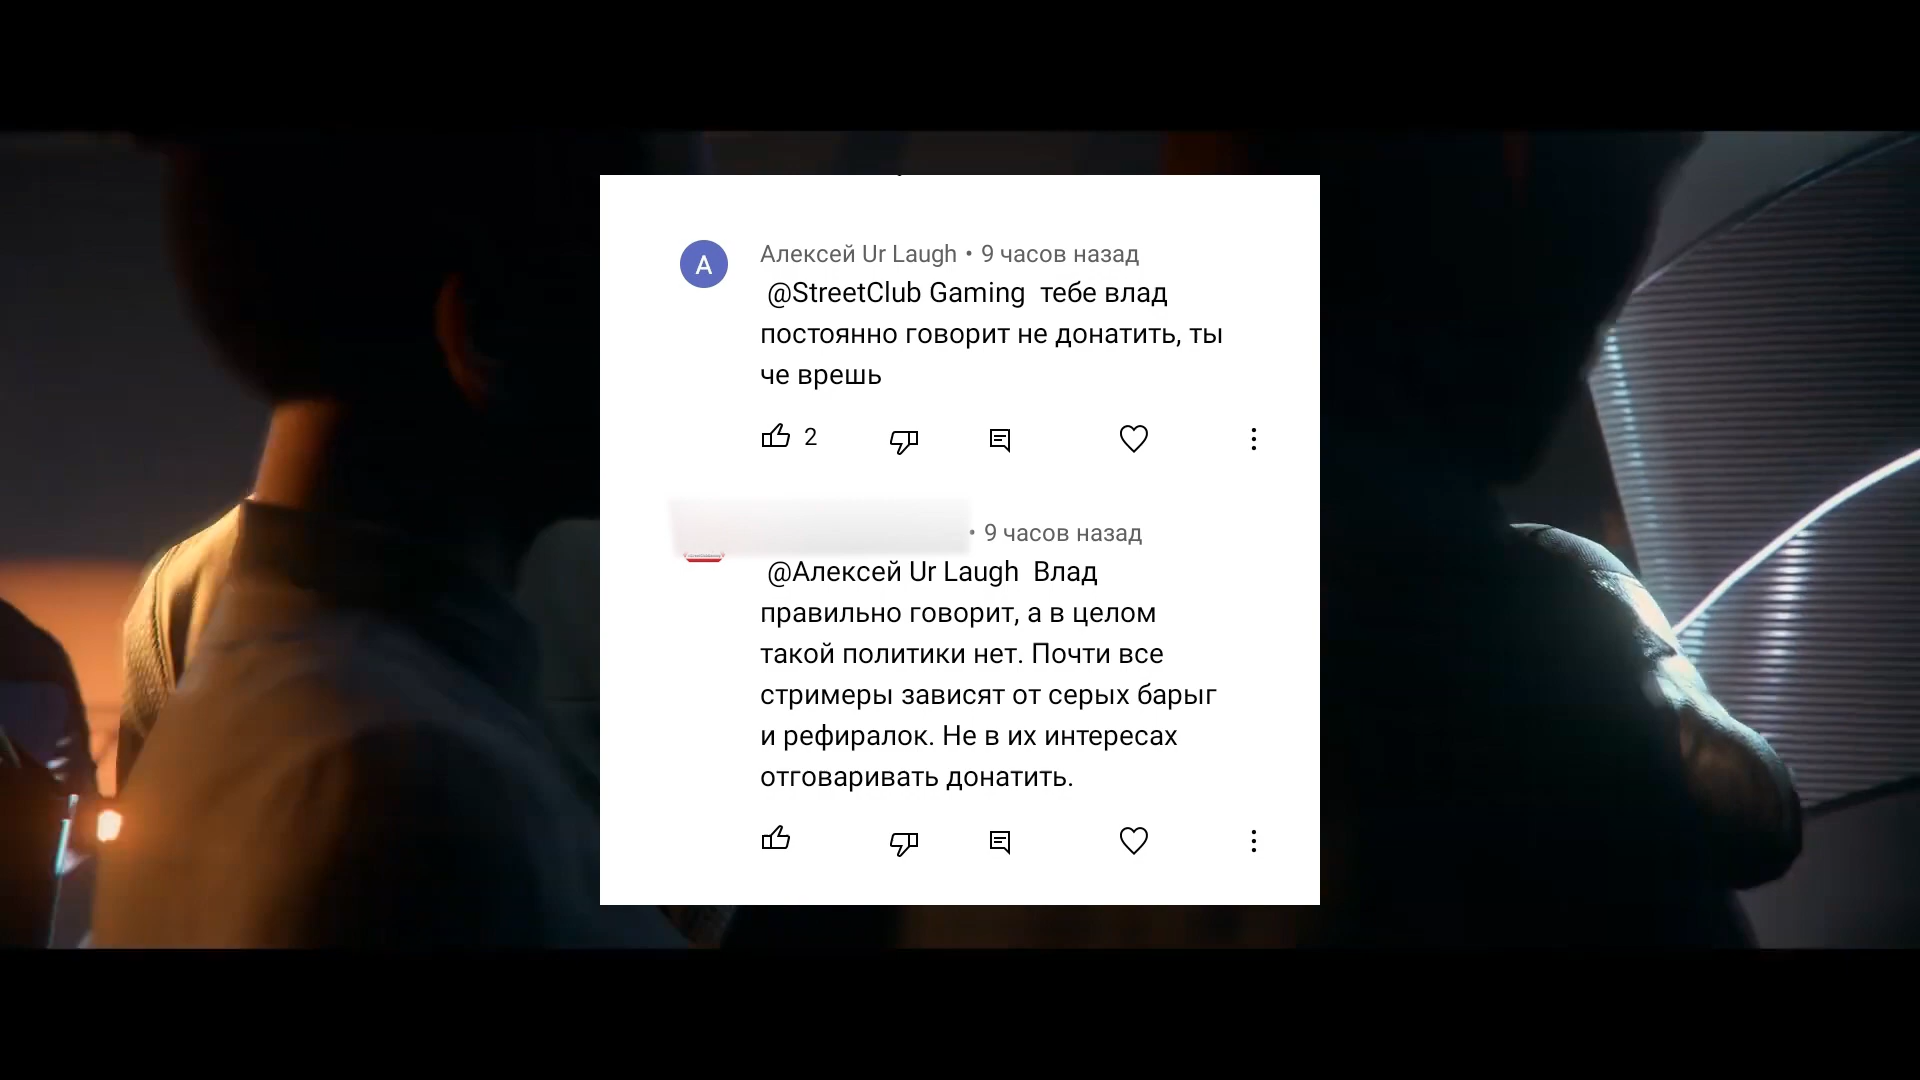 A
Алексей Ur Laugh • 9 часов назад
@StreetClub Gaming тебе влад
постоянно говорит не донатить, ты
че врешь
2
• 9 часов назад
@Алексей Ur Laugh Влад
правильно говорит, а в целом
такой политики нет. Почти все
стримеры зависят от серых барыг
и рефиралок. Не в их интересах
отговаривать донатить.